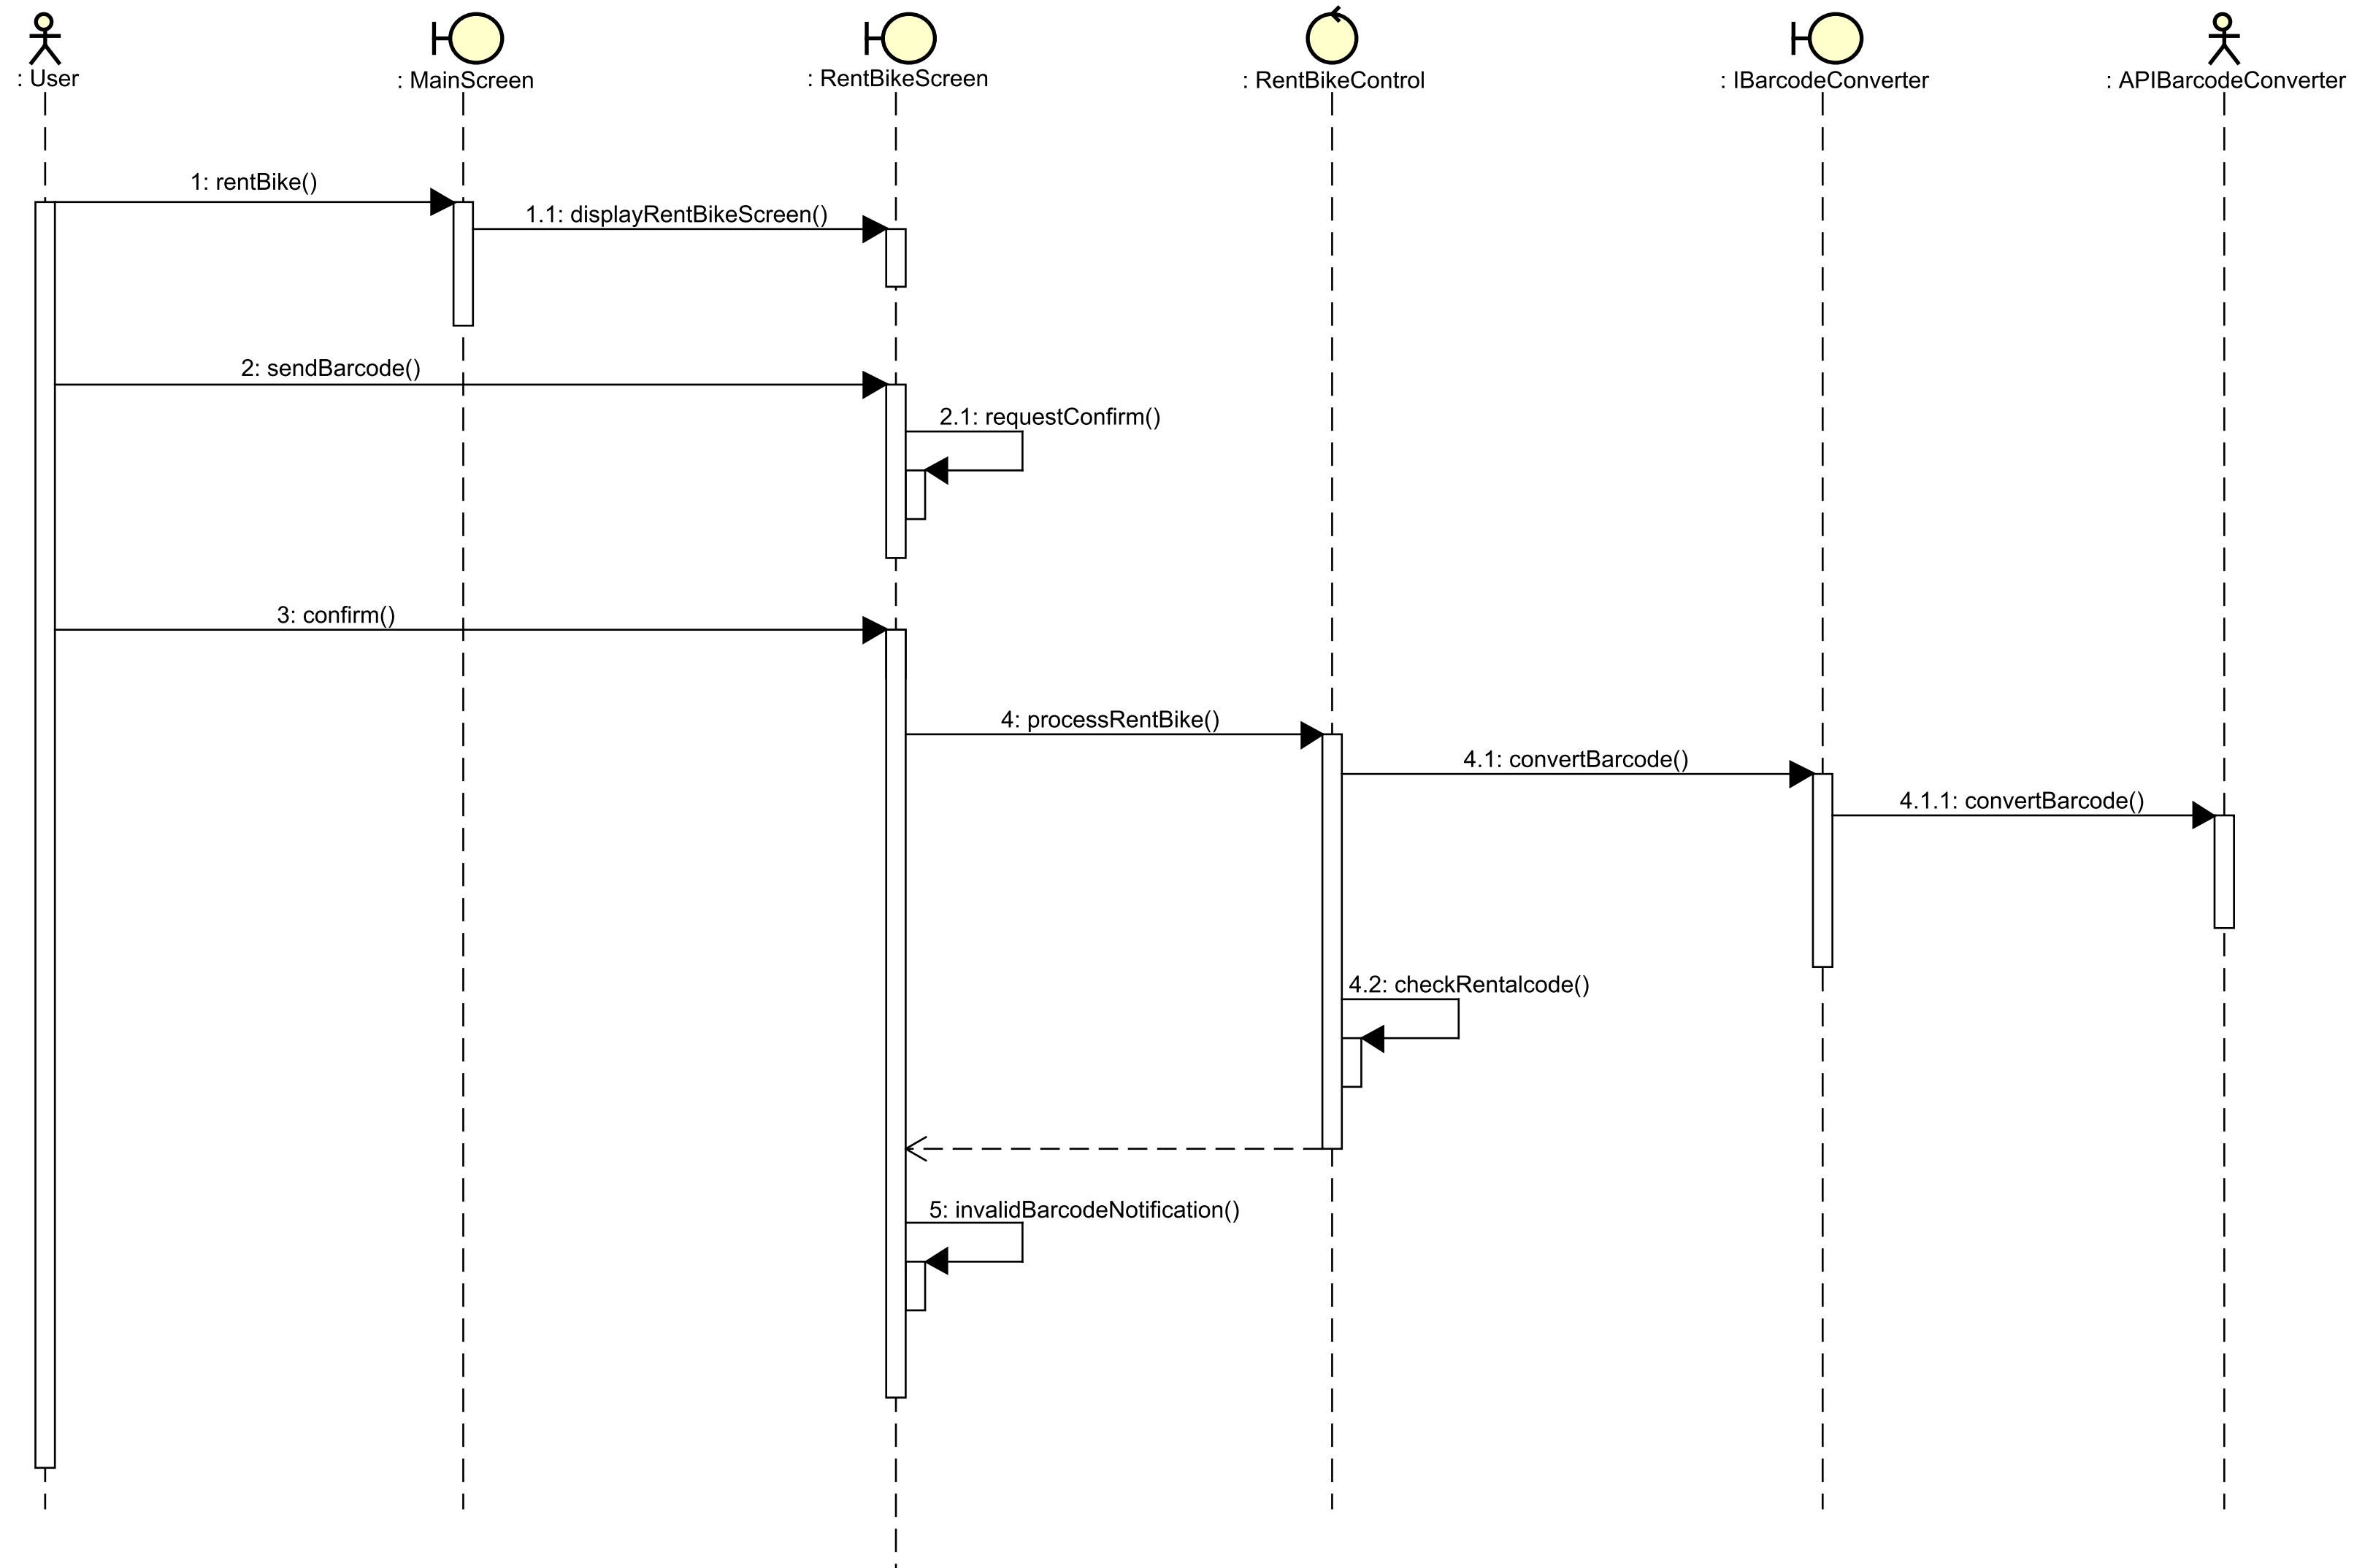 : User
: MainScreen
: RentBikeScreen
: RentBikeControl
: IBarcodeConverter
: APIBarcodeConverter
1: rentBike()
1.1: displayRentBikeScreen()
2: sendBarcode()
2.1: requestConfirm()
3: confirm()
4: processRentBike()
4.1: convertBarcode()
4.1.1: convertBarcode()
4.2: checkRentalcode()
5: invalidBarcodeNotification()